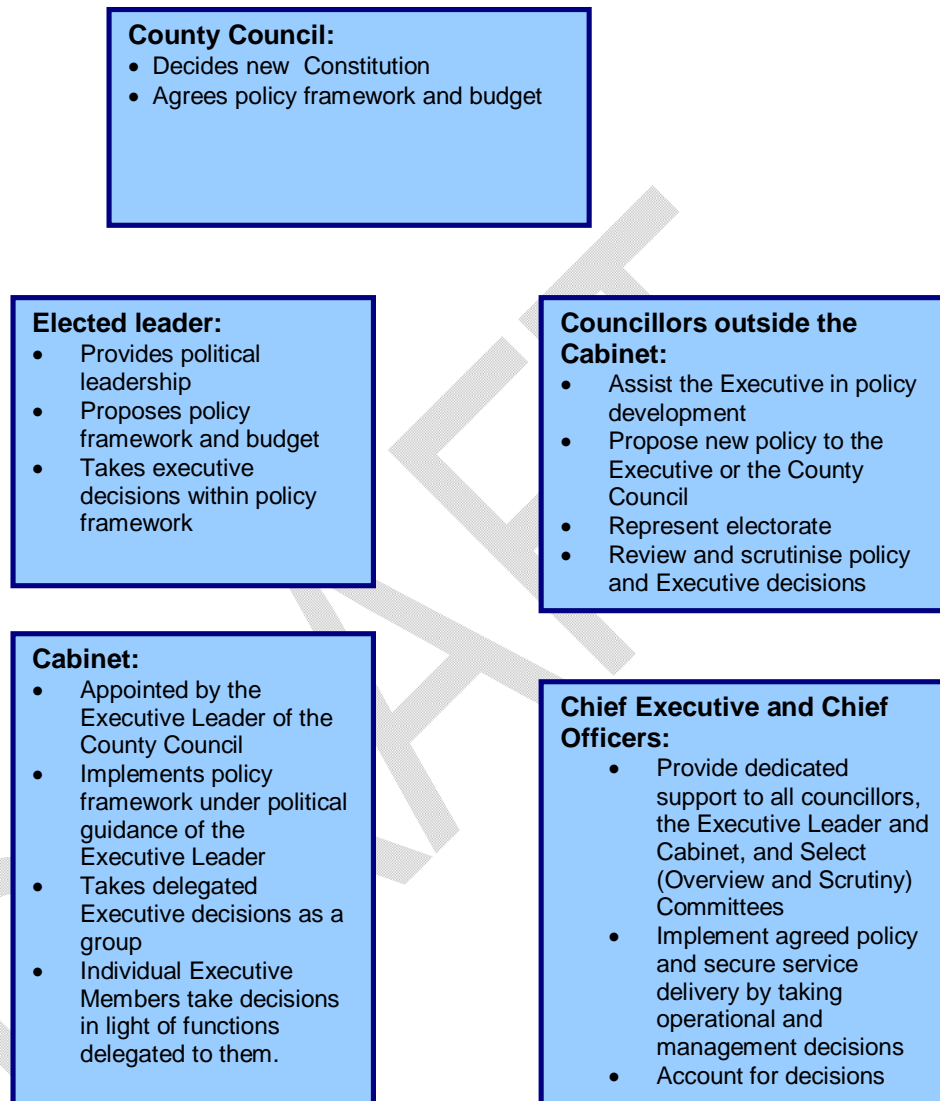 County Council:
• Decides new Constitution
• Agrees policy framework and budget
Elected leader:
• Provides political
leadership
• Proposes policy
framework and budget
• Takes executive
decisions within policy
framework
Councillors outside the
Cabinet:
• Assist the Executive in policy
development
• Propose new policy to the
Executive or the County
Council
• Represent electorate
• Review and scrutinise policy
and Executive decisions
Cabinet:
• Appointed by the
Executive Leader of the
County Council
• Implements policy
framework under political
guidance of the
Executive Leader
• Takes delegated
Executive decisions as a
group
• Individual Executive
Members take decisions
in light of functions
delegated to them.
Chief Executive and Chief
Officers:
• Provide dedicated
support to all councillors,
the Executive Leader and
Cabinet, and Select
(Overview and Scrutiny)
Committees
• Implement agreed policy
and secure service
delivery by taking
operational and
management decisions
• Account for decisions
DRAFT